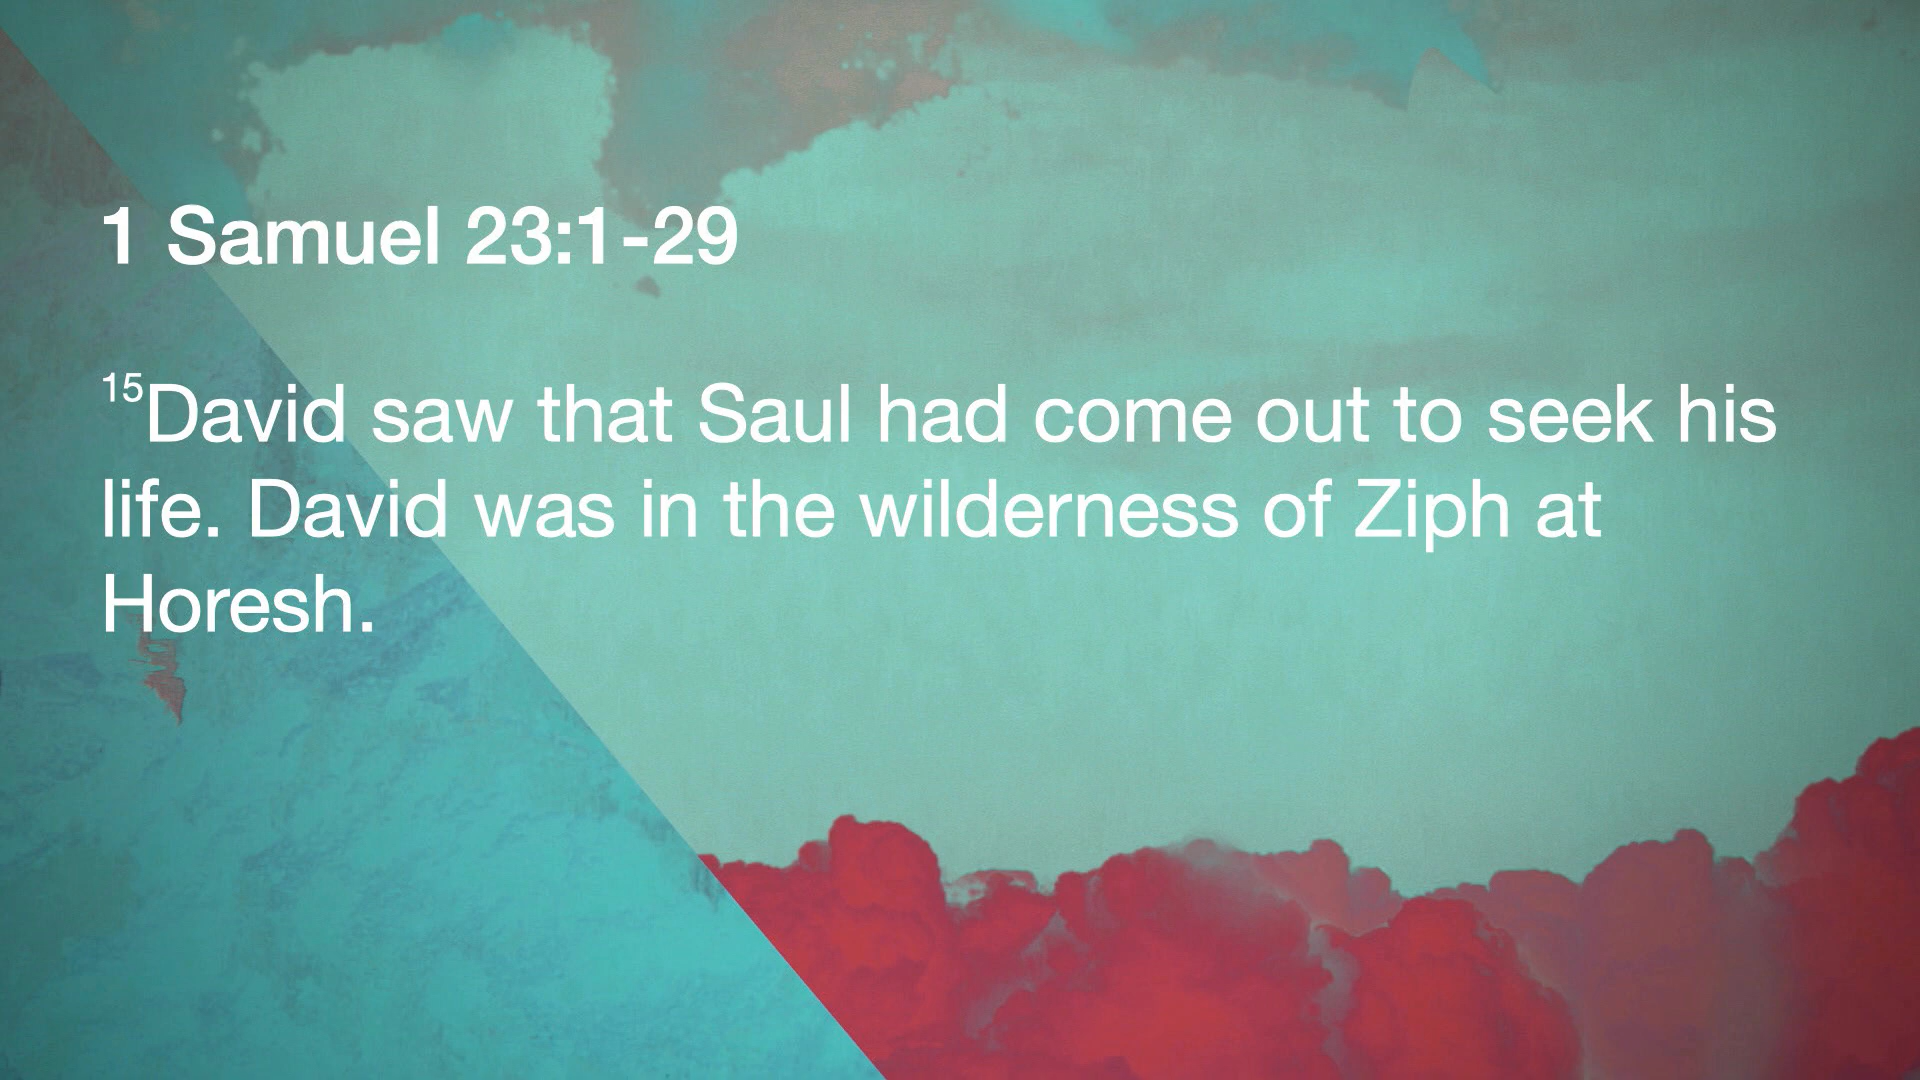 1 Samuel 23:1-29
15David saw that Saul had come out to seek his
life. David was in the wilderness of Ziph at
Horesh.